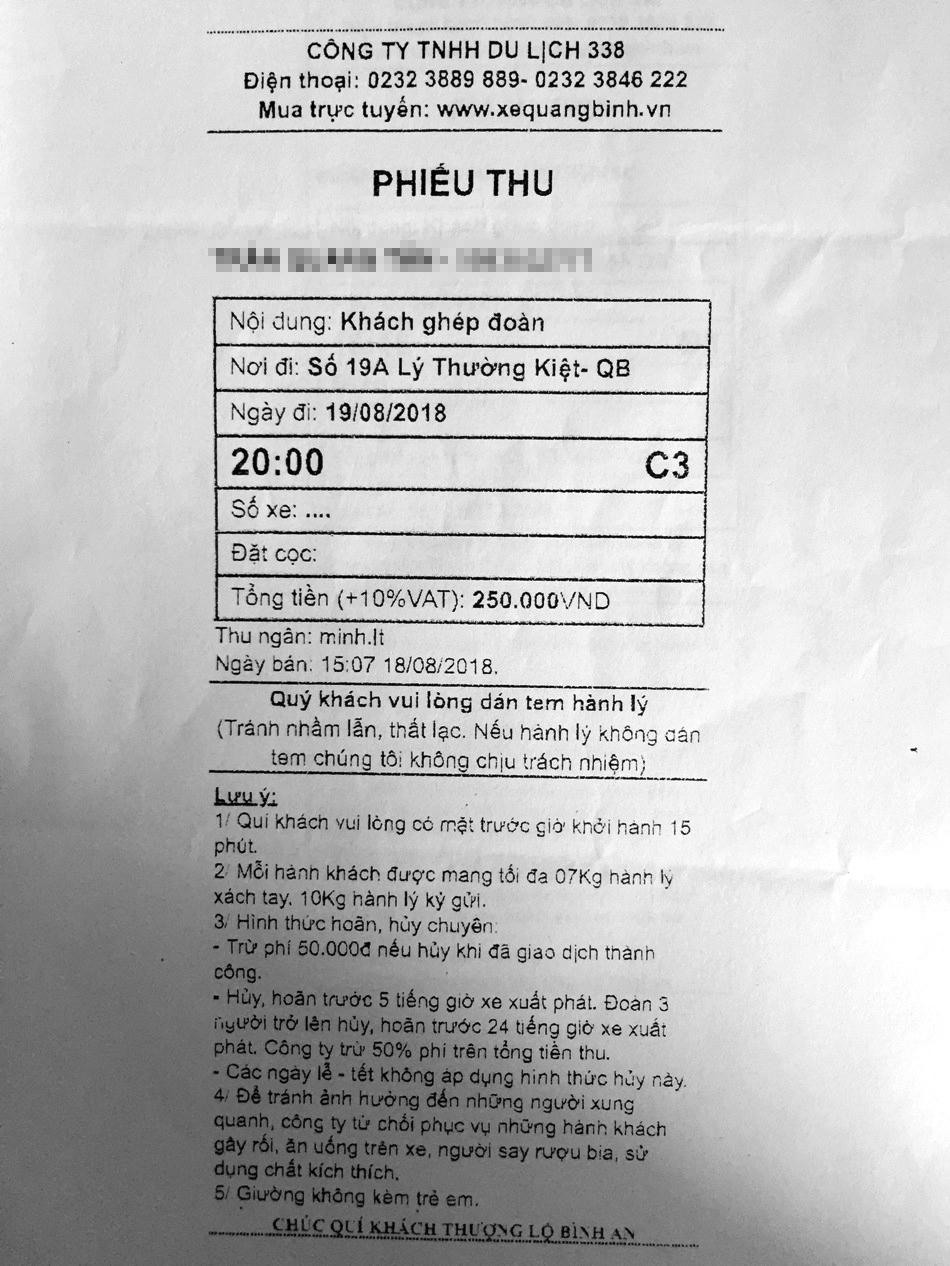 CÔNG TY TNHH DU LỊCH 338
Điện thoại: 0232 3889 889- 0232 3846 222
Mua trực tuyến: www.xequangbinh.vn
PHIẾU THU
Nội dung: Khách ghép đoàn
Nơi đi: Số 19A Lý Thường Kiệt- QB
Ngày đi: 19/08/2018
20:00 C3
Số xe: ....
Đặt cọc:
Tổng tiền (+10%VAT): 250.000VND
Thu ngân: minh.lt
Ngày bán: 15:07 18/08/2018.
Quý khách vui lòng dán tem hành lý
(Tránh nhầm lẫn, thất lạc. Nếu hành lý không dán
tem chúng tôi không chịu trách nhiệm)
Lưu ý:
1/ Quí khách vui lòng có mặt trước giờ khởi hành 15
phút.
2/ Mỗi hành khách được mang tối đa 07Kg hành lý
xách tay, 10Kg hành lý ký gửi.
3/ Hình thức hoãn, hủy chuyến:
- Trừ phí 50.000đ nếu hủy khi đã giao dịch thành
công.
- Hủy, hoãn trước 5 tiếng giờ xe xuất phát. Đoàn 3
người trở lên hủy, hoãn trước 24 tiếng giờ xe xuất
phát. Công ty trừ 50% phí trên tổng tiền thu.
- Các ngày lễ - tết không áp dụng hình thức hủy này.
4/ Để tránh ảnh hưởng đến những người xung
quanh, công ty từ chối phục vụ những hành khách
gây rối, ăn uống trên xe, người say rượu bia, sử
dụng chất kích thích.
5/ Giường không kèm trẻ em.
CHÚC QUÍ KHÁCH THƯỢNG LỘ BÌNH AN